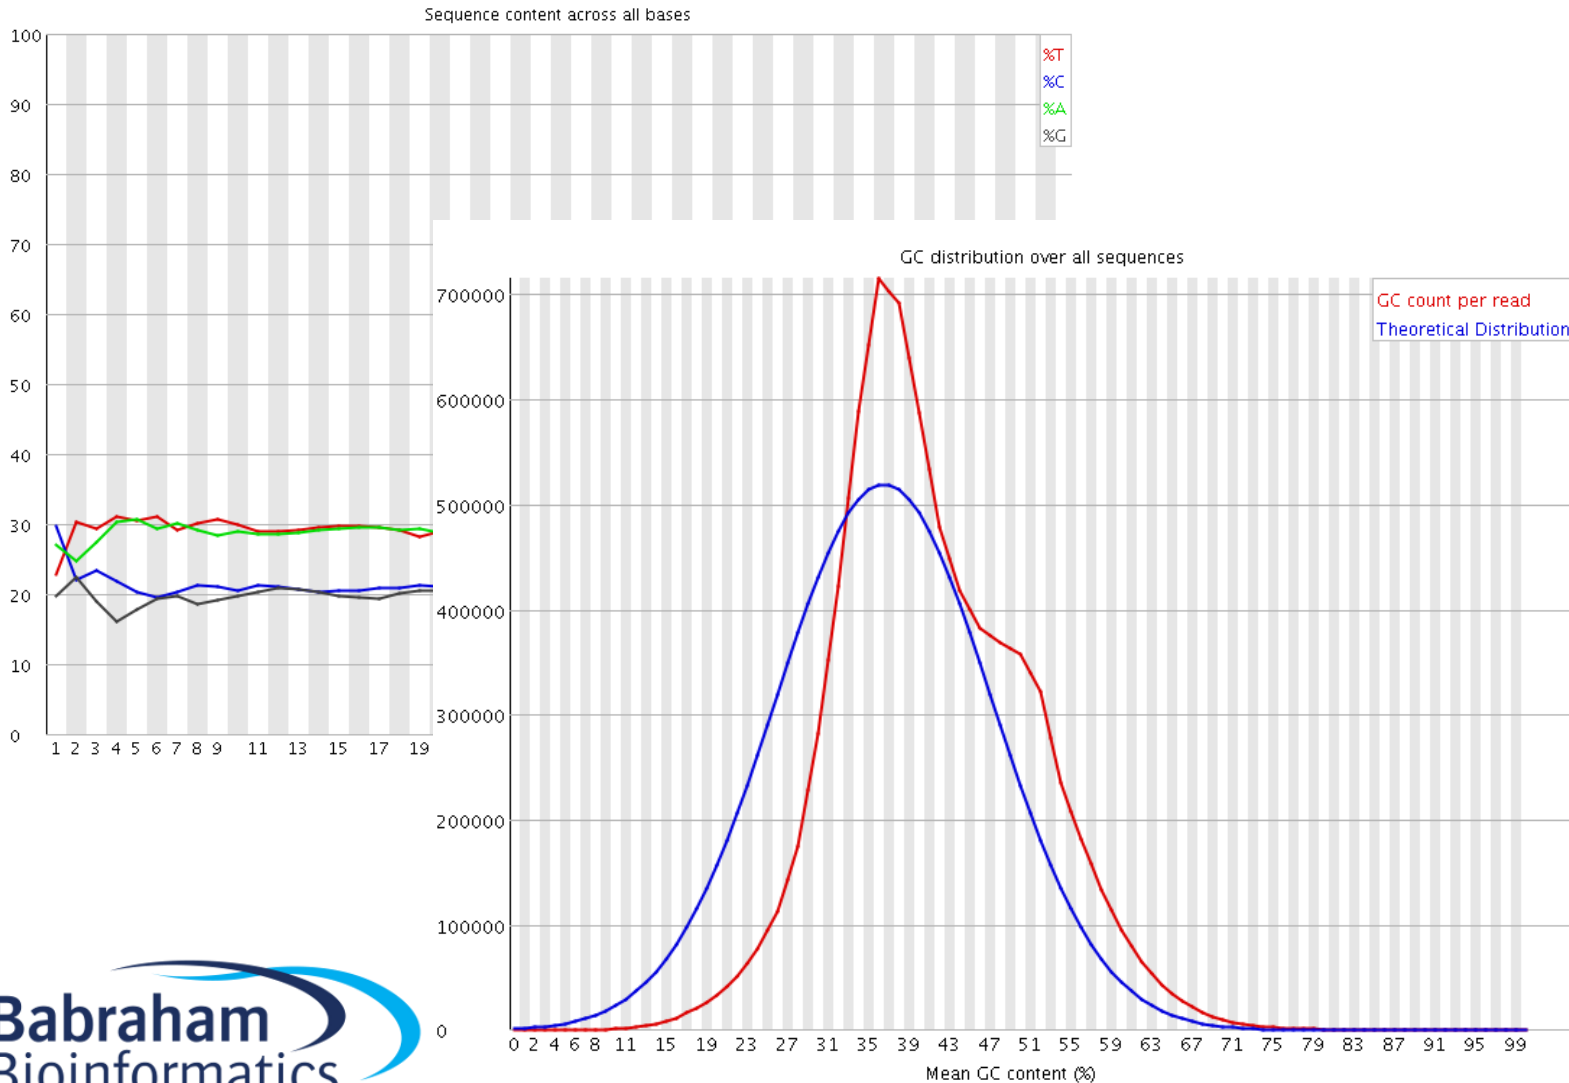 Sequence content across all bases
100
90
80
70
60
50
40
30
20
10
0
1 2 3 4 5 6 7 8 9 11 13 15 17 19
%T
%C
%A
%G
GC distribution over all sequences
700000
600000
500000
400000
300000
200000
100000
0
0 2 4 6 8 11 15 19 23 27 31 35 39 43 47 51 55 59 63 67 71 75 79 83 87 91 95 99
Mean GC content (%)
GC count per read
Theoretical Distribution
Babraham
Bioinformatics